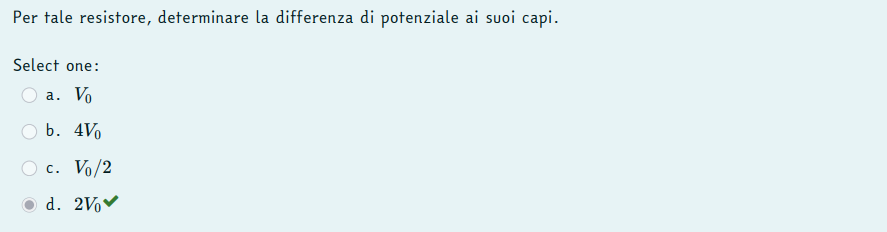 Per tale resistore, determinare la differenza di potenziale ai suoi capi.
Select one:
a. V₀
b. 4V₀
c. V₀/2
d. 2V₀✔